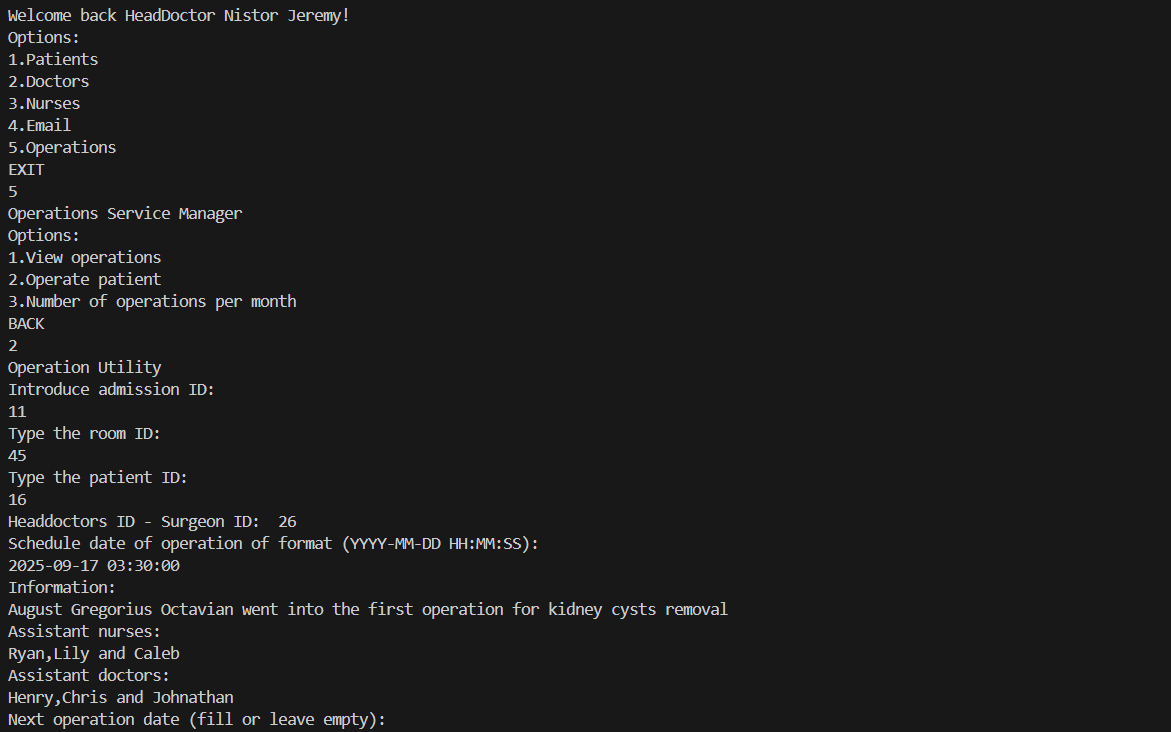 Welcome back HeadDoctor Nistor Jeremy!
Options:
1.Patients
2.Doctors
3.Nurses
4.Email
5.Operations
EXIT
5
Operations Service Manager
Options:
1.View operations
2.Operate patient
3.Number of operations per month
BACK
2
Operation Utility
Introduce admission ID:
11
Type the room ID:
45
Type the patient ID:
16
Headdoctors ID - Surgeon ID:  26
Schedule date of operation of format (YYYY-MM-DD HH:MM:SS):
2025-09-17 03:30:00
Information:
August Gregorius Octavian went into the first operation for kidney cysts removal
Assistant nurses:
Ryan,Lily and Caleb
Assistant doctors:
Henry,Chris and Johnathan
Next operation date (fill or leave empty):